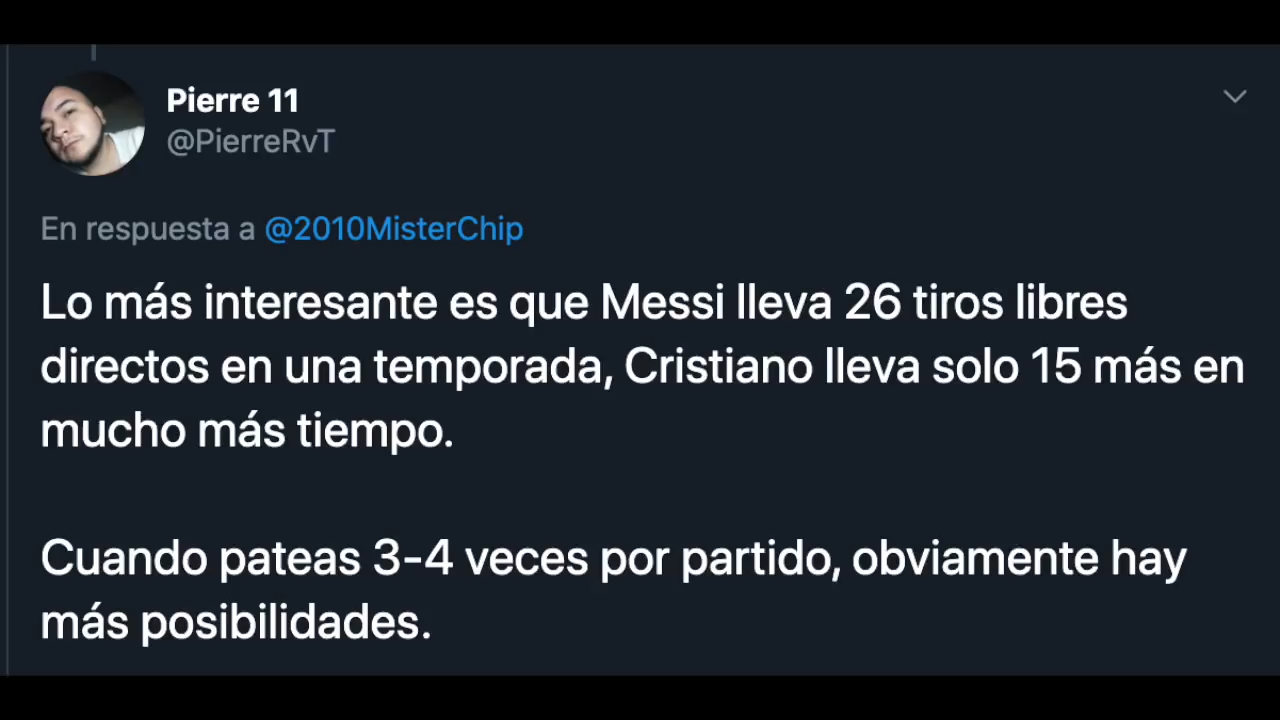 Pierre 11
@PierreRvT
En respuesta a @2010MisterChip
Lo más interesante es que Messi lleva 26 tiros libres
directos en una temporada, Cristiano lleva solo 15 más en
mucho más tiempo.
Cuando pateas 3-4 veces por partido, obviamente hay
más posibilidades.